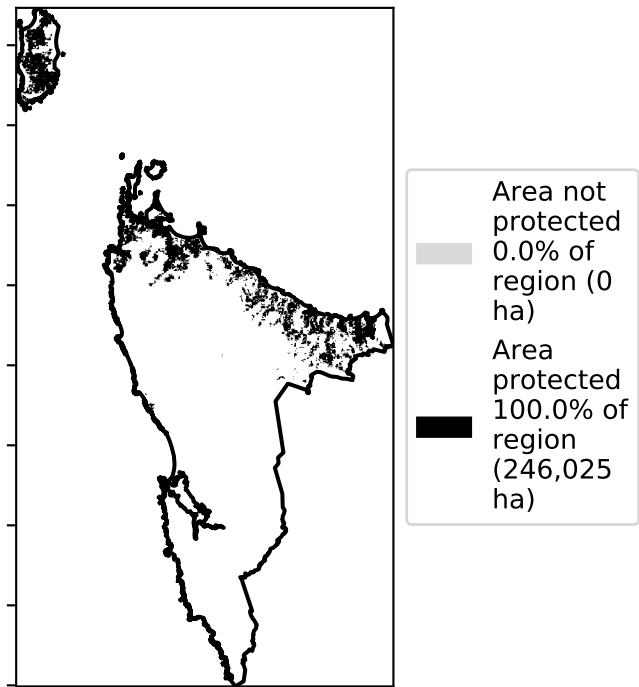 Area not
protected
0.0% of
region (0
ha)
Area
protected
100.0% of
region
(246,025
ha)